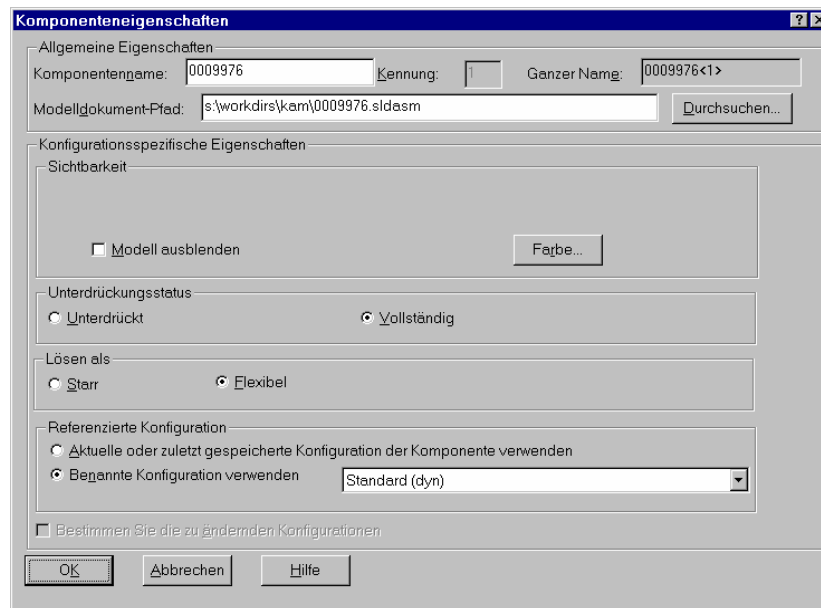 Komponenteneigenschaften
Allgemeine Eigenschaften
Komponentenname: 0009976 Kennung: 1 Ganzer Name: 0009976<1>
Modelldokument-Pfad: s:\workdirs\kam\0009976.sldasm Durchsuchen...
Konfigurationsspezifische Eigenschaften
Sichtbarkeit
Modell ausblenden Farbe...
Unterdrückungsstatus
Unterdrückt Vollständig
Lösen als
Starr Flexibel
Referenzierte Konfiguration
Aktuelle oder zuletzt gespeicherte Konfiguration der Komponente verwenden
Benannte Konfiguration verwenden Standard (dyn)
Bestimmen Sie die zu ändernden Konfigurationen
OK Abbrechen Hilfe